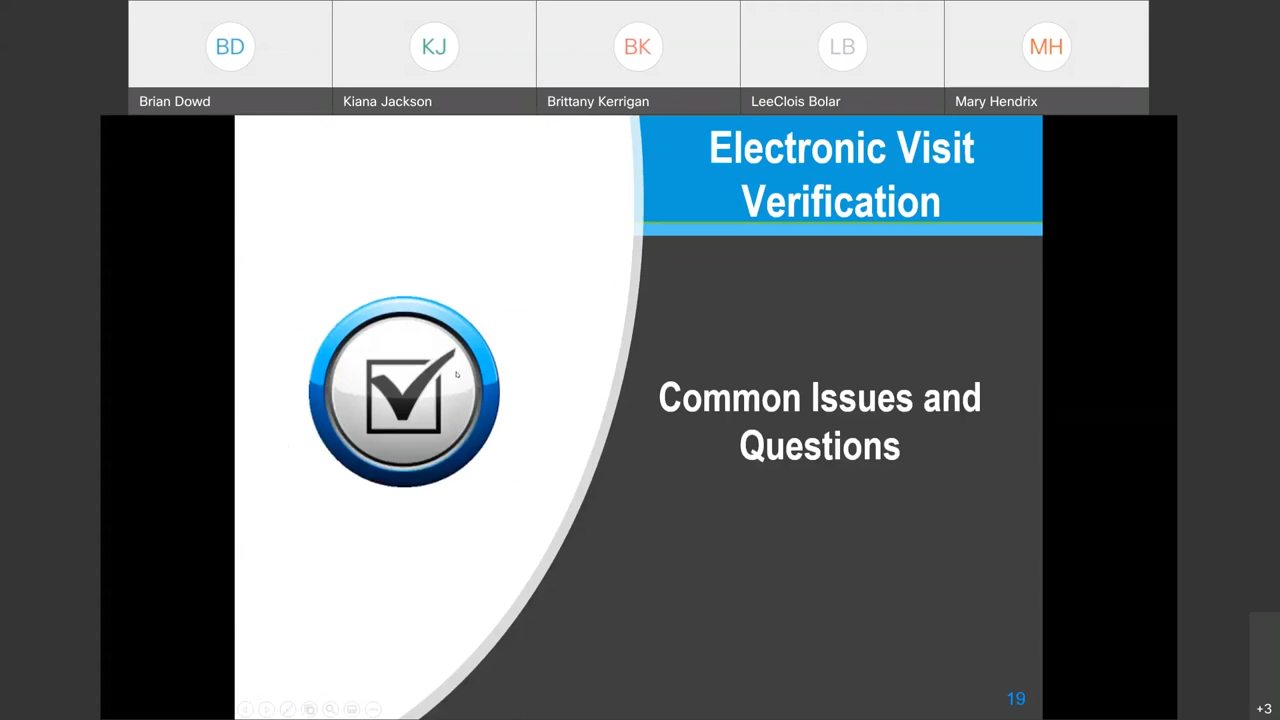 BD
KJ
BK
LB
MH
Brian Dowd
Kiana Jackson
Brittany Kerrigan
LeeClois Bolar
Mary Hendrix
Electronic Visit
Verification
Common Issues and
Questions
19
+3